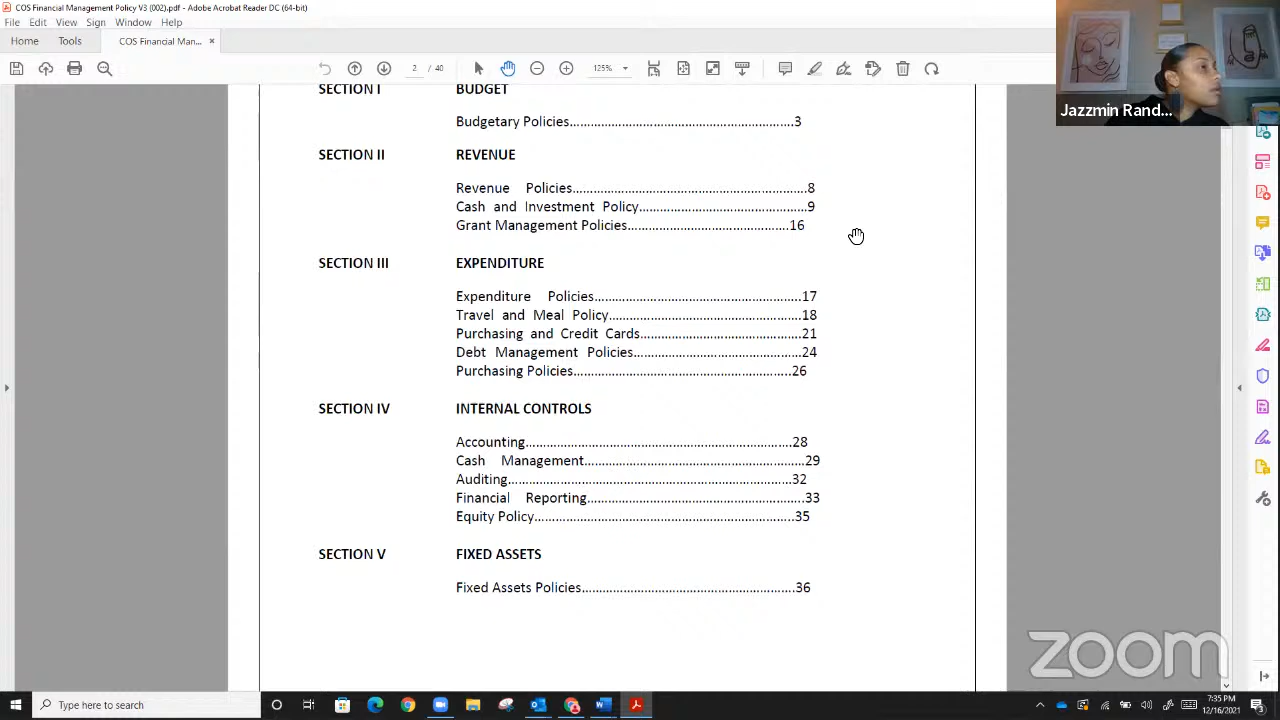 COS Financial Management Policy V3 (002).pdf - Adobe Acrobat Reader DC (64-bit)
File Edit View Sign Window Help
Home Tools COS Financial Man... ×
2 / 40 125%
Jazzmin Rand...
SECTION I BUDGET
Budgetary Policies.................................................................3
SECTION II REVENUE
Revenue Policies....................................................................8
Cash and Investment Policy.................................................9
Grant Management Policies...............................................16
SECTION III EXPENDITURE
Expenditure Policies............................................................17
Travel and Meal Policy........................................................18
Purchasing and Credit Cards...............................................21
Debt Management Policies.................................................24
Purchasing Policies...............................................................26
SECTION IV INTERNAL CONTROLS
Accounting.............................................................................28
Cash Management................................................................29
Auditing..................................................................................32
Financial Reporting...............................................................33
Equity Policy...........................................................................35
SECTION V FIXED ASSETS
Fixed Assets Policies..............................................................36
zoom
Type here to search
7:35 PM
12/16/2021